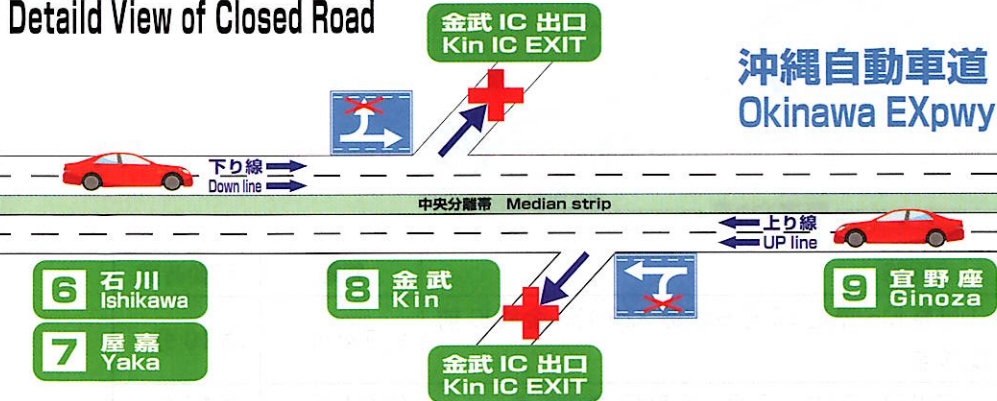 Detaild View of Closed Road
金武 IC 出口
Kin IC EXIT
沖縄自動車道
Okinawa EXpwy
下り線
Down line
中央分離帯 Median strip
上り線
UP line
6 石川
Ishikawa
7 屋嘉
Yaka
8 金武
Kin
9 宜野座
Ginoza
金武 IC 出口
Kin IC EXIT